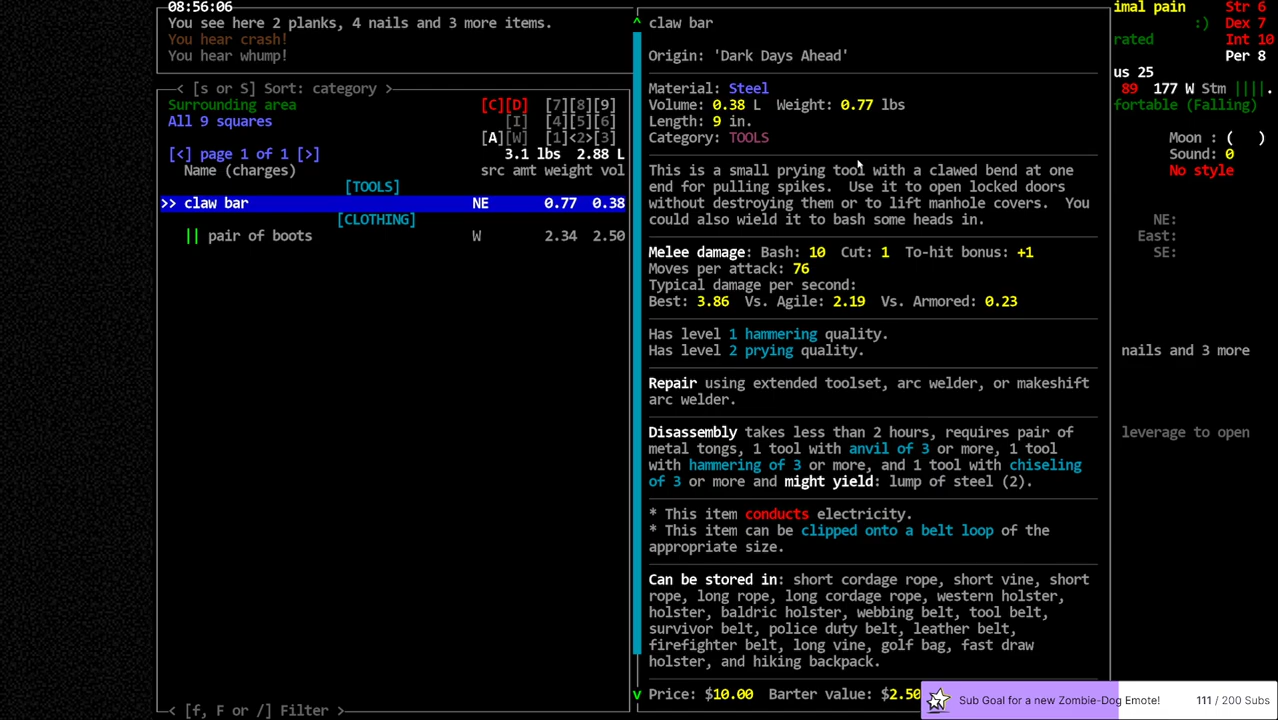 08:56:06
You see here 2 planks, 4 nails and 3 more items.
You hear crash!
You hear whump!
< [s or S] Sort: category >
Surrounding area [C][D] [7][8][9]
All 9 squares [I] [4][5][6]
[A][W] [1]<2>[3]
[<] page 1 of 1 [>] 3.1 lbs 2.88 L
Name (charges) src amt weight vol
[TOOLS]
>> claw bar NE 0.77 0.38
[CLOTHING]
|| pair of boots W 2.34 2.50
< [f, F or /] Filter >
claw bar
Origin: 'Dark Days Ahead'
Material: Steel
Volume: 0.38 L Weight: 0.77 lbs
Length: 9 in.
Category: TOOLS
This is a small prying tool with a clawed bend at one
end for pulling spikes. Use it to open locked doors
without destroying them or to lift manhole covers. You
could also wield it to bash some heads in.
Melee damage: Bash: 10 Cut: 1 To-hit bonus: +1
Moves per attack: 76
Typical damage per second:
Best: 3.86 Vs. Agile: 2.19 Vs. Armored: 0.23
Has level 1 hammering quality.
Has level 2 prying quality.
Repair using extended toolset, arc welder, or makeshift
arc welder.
Disassembly takes less than 2 hours, requires pair of
metal tongs, 1 tool with anvil of 3 or more, 1 tool
with hammering of 3 or more, and 1 tool with chiseling
of 3 or more and might yield: lump of steel (2).
* This item conducts electricity.
* This item can be clipped onto a belt loop of the
appropriate size.
Can be stored in: short cordage rope, short vine, short
rope, long rope, long cordage rope, western holster,
holster, baldric holster, webbing belt, tool belt,
survivor belt, police duty belt, leather belt,
firefighter belt, long vine, golf bag, fast draw
holster, and hiking backpack.
Price: $10.00 Barter value: $2.50
imal pain Str 6
:) Dex 7
rated Int 10
Per 8
us 25
89 177 W Stm ||||.
fortable (Falling)
Moon : ( )
Sound: 0
No style
NE:
East:
SE:
nails and 3 more
leverage to open
Sub Goal for a new Zombie-Dog Emote! 111 / 200 Subs